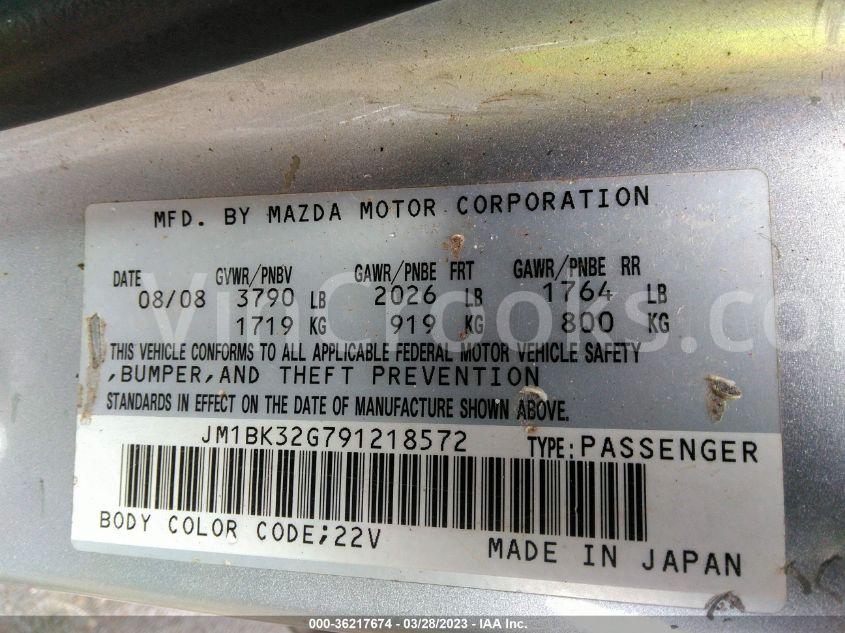 MFD. BY MAZDA MOTOR CORPORATION
DATE GVWR/PNBV GAWR/PNBE FRT GAWR/PNBE RR
08/08 3790 LB 2026 LB 1764 LB
1719 KG 919 KG 800 KG
THIS VEHICLE CONFORMS TO ALL APPLICABLE FEDERAL MOTOR VEHICLE SAFETY
,BUMPER,AND THEFT PREVENTION
STANDARDS IN EFFECT ON THE DATE OF MANUFACTURE SHOWN ABOVE.
JM1BK32G791218572 TYPE:PASSENGER
BODY COLOR CODE;22V
MADE IN JAPAN
VinCrooks.co
000-36217674 — 03/28/2023 — IAA Inc.